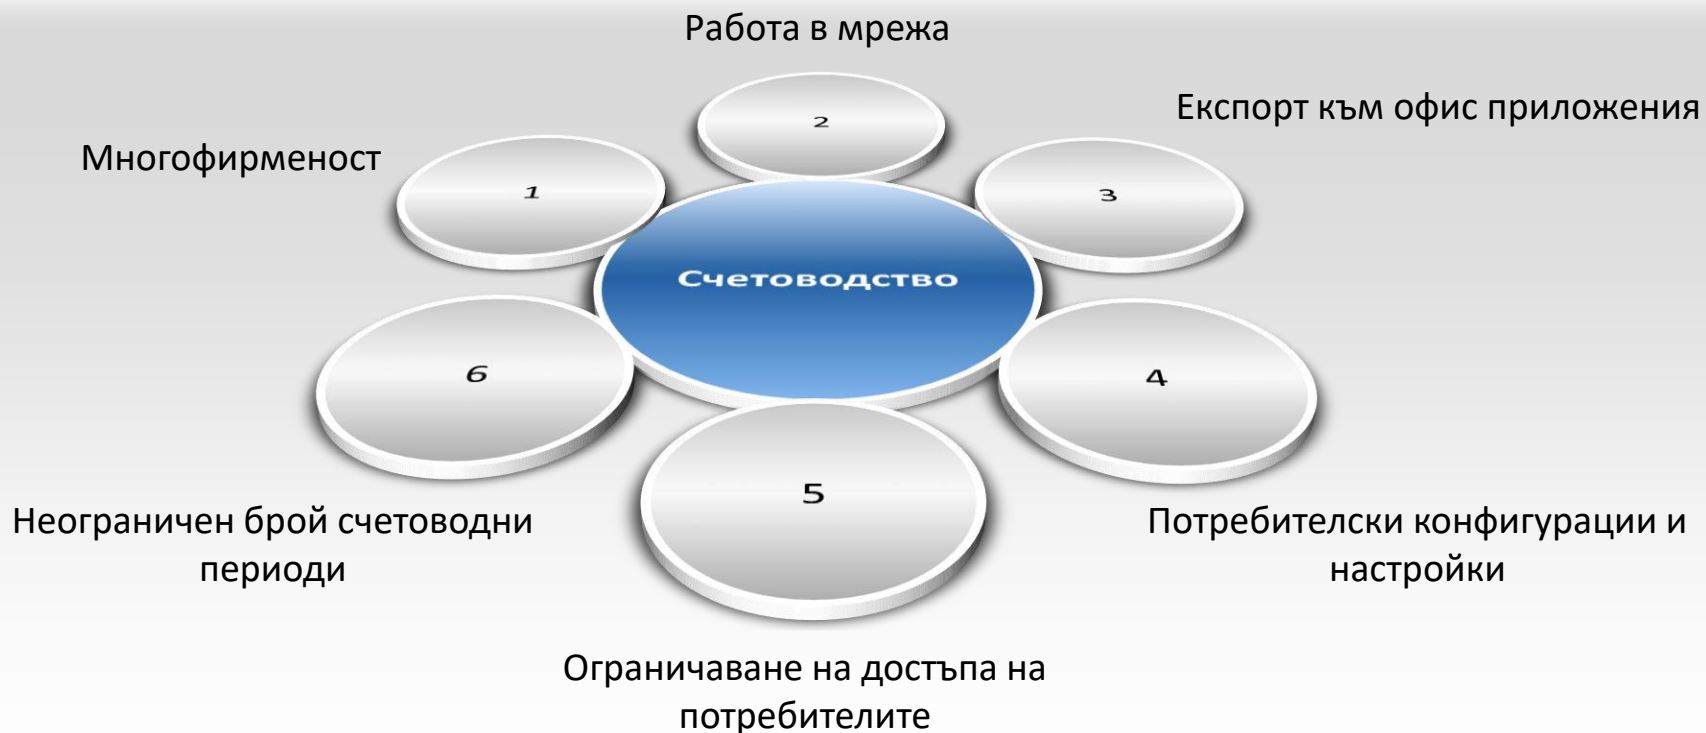 Работа в мрежа
2
Експорт към офис приложения
Многофирменост
1
3
Счетоводство
6
4
5
Неограничен брой счетоводни
периоди
Потребителски конфигурации и
настройки
Ограничаване на достъпа на
потребителите